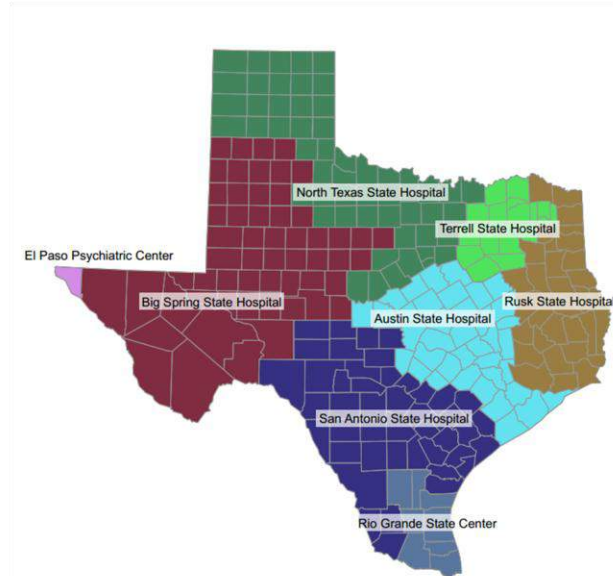 North Texas State Hospital
Terrell State Hospital
El Paso Psychiatric Center
Big Spring State Hospital
Rusk State Hospital
Austin State Hospital
San Antonio State Hospital
Rio Grande State Center